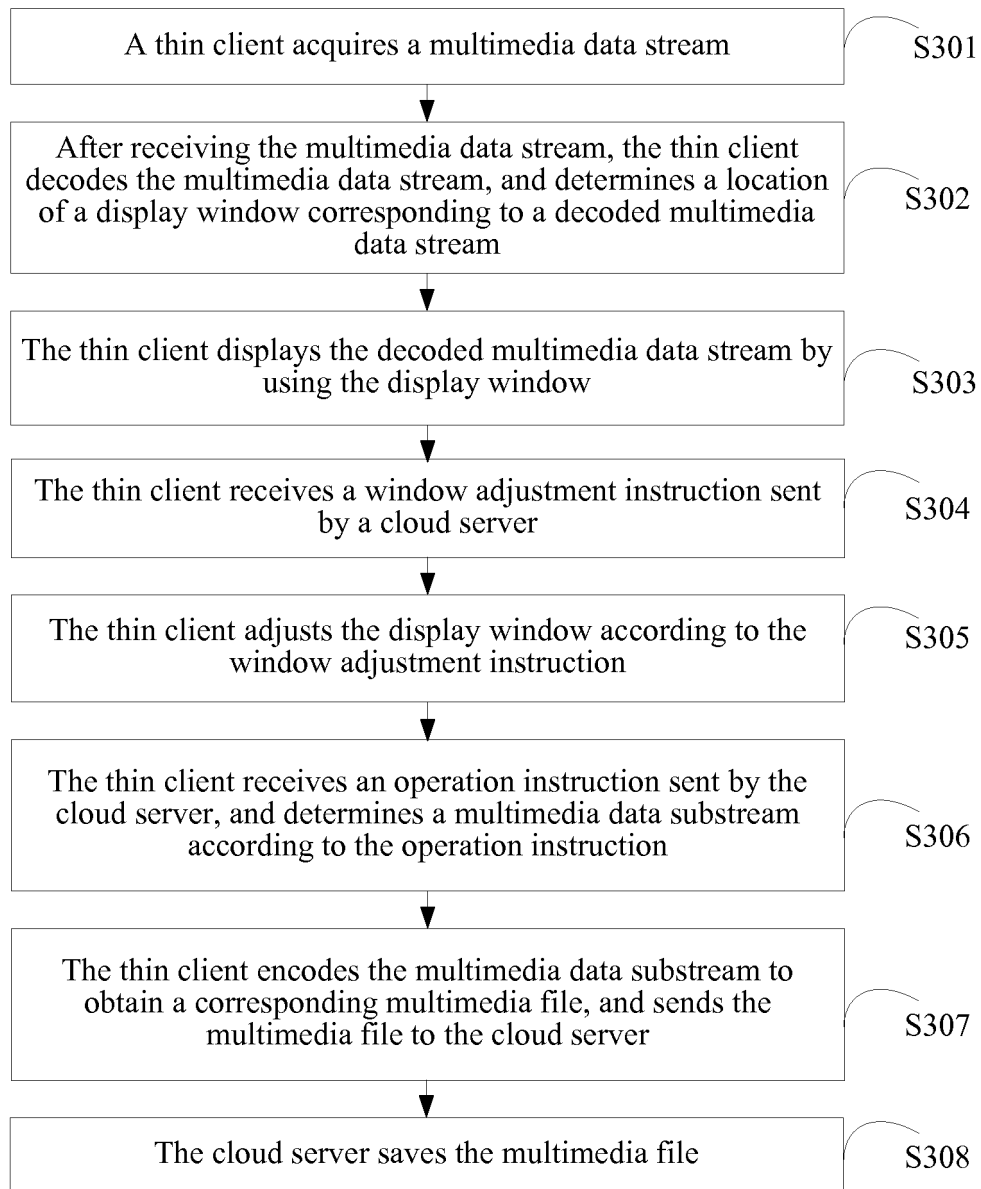 A thin client acquires a multimedia data stream
S301
After receiving the multimedia data stream, the thin client
decodes the multimedia data stream, and determines a location
of a display window corresponding to a decoded multimedia
data stream
S302
The thin client displays the decoded multimedia data stream by
using the display window
S303
The thin client receives a window adjustment instruction sent
by a cloud server
S304
The thin client adjusts the display window according to the
window adjustment instruction
S305
The thin client receives an operation instruction sent by the
cloud server, and determines a multimedia data substream
according to the operation instruction
S306
The thin client encodes the multimedia data substream to
obtain a corresponding multimedia file, and sends the
multimedia file to the cloud server
S307
The cloud server saves the multimedia file
S308